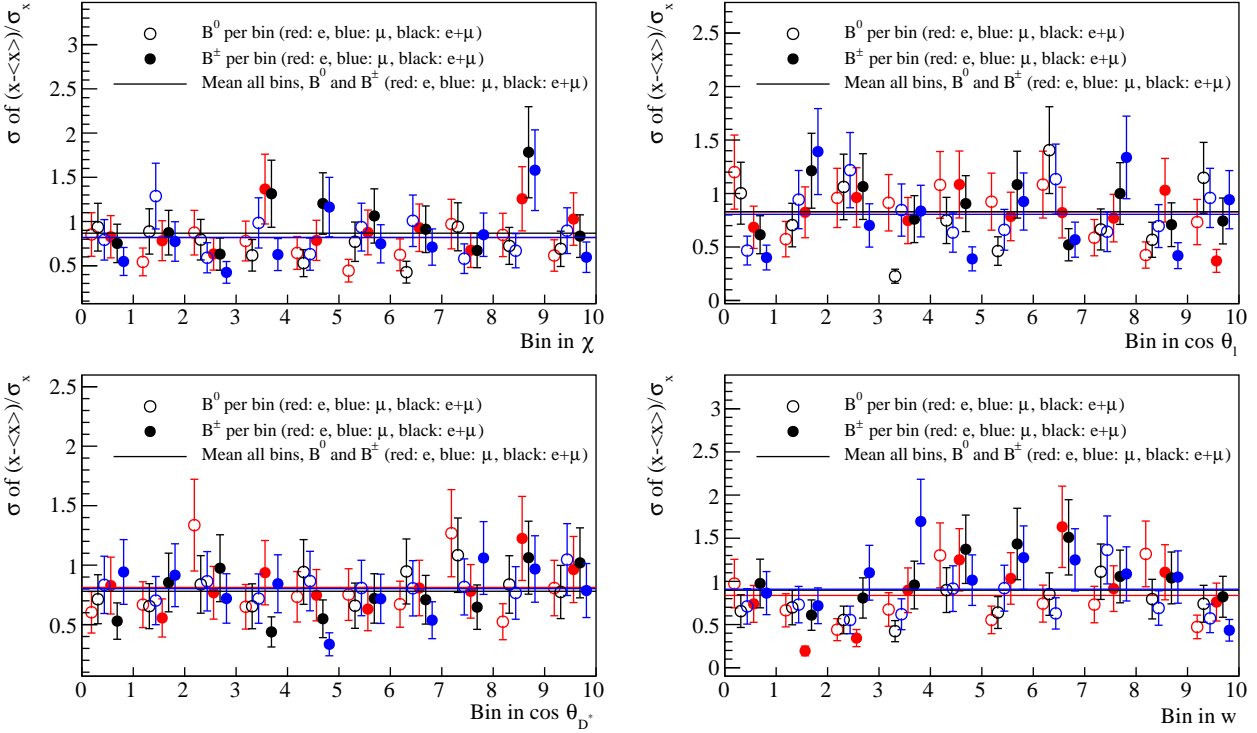 σ of (x-<x>)/σ_x
3
2.5
2
1.5
1
0.5
B⁰ per bin (red: e, blue: μ, black: e+μ)
B± per bin (red: e, blue: μ, black: e+μ)
Mean all bins, B⁰ and B± (red: e, blue: μ, black: e+μ)
0 1 2 3 4 5 6 7 8 9 10
Bin in χ
σ of (x-<x>)/σ_x
2.5
2
1.5
1
0.5
0
B⁰ per bin (red: e, blue: μ, black: e+μ)
B± per bin (red: e, blue: μ, black: e+μ)
Mean all bins, B⁰ and B± (red: e, blue: μ, black: e+μ)
0 1 2 3 4 5 6 7 8 9 10
Bin in cos θ_l
σ of (x-<x>)/σ_x
2.5
2
1.5
1
0.5
B⁰ per bin (red: e, blue: μ, black: e+μ)
B± per bin (red: e, blue: μ, black: e+μ)
Mean all bins, B⁰ and B± (red: e, blue: μ, black: e+μ)
0 1 2 3 4 5 6 7 8 9 10
Bin in cos θ_D*
σ of (x-<x>)/σ_x
3
2.5
2
1.5
1
0.5
0
B⁰ per bin (red: e, blue: μ, black: e+μ)
B± per bin (red: e, blue: μ, black: e+μ)
Mean all bins, B⁰ and B± (red: e, blue: μ, black: e+μ)
0 1 2 3 4 5 6 7 8 9 10
Bin in w